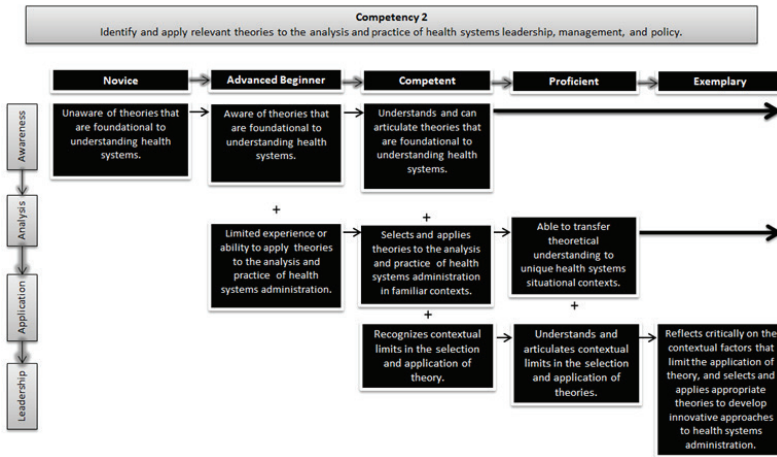 Competency 2
Identify and apply relevant theories to the analysis and practice of health systems leadership, management, and policy.
Novice
Advanced Beginner
Competent
Proficient
Exemplary
Awareness
Unaware of theories that
are foundational to
understanding health
systems.
Aware of theories that
are foundational to
understanding health
systems.
Understands and can
articulate theories that
are foundational to
understanding health
systems.
+
+
Analysis
Limited experience or
ability to apply theories
to the analysis and
practice of health
systems administration.
Selects and applies
theories to the analysis
and practice of health
systems administration
in familiar contexts.
Able to transfer
theoretical
understanding to
unique health systems
situational contexts.
+
+
Application
Recognizes contextual
limits in the selection
and application of
theory.
Understands and
articulates contextual
limits in the selection
and application of
theories.
Reflects critically on the
contextual factors that
limit the application of
theory, and selects and
applies appropriate
theories to develop
innovative approaches
to health systems
administration.
Leadership